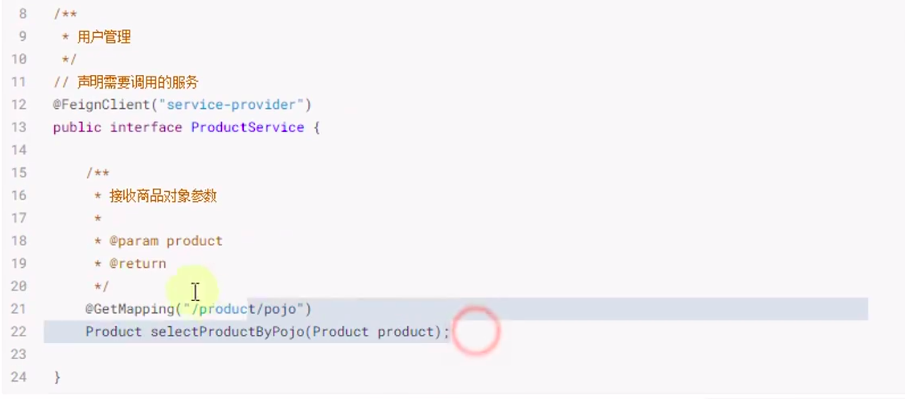 8 /**
9 * 用户管理
10 */
11 // 声明需要调用的服务
12 @FeignClient("service-provider")
13 public interface ProductService {
14
15 /**
16 * 接收商品对象参数
17 *
18 * @param product
19 * @return
20 */
21 @GetMapping("/product/pojo")
22 Product selectProductByPojo(Product product);
23
24 }